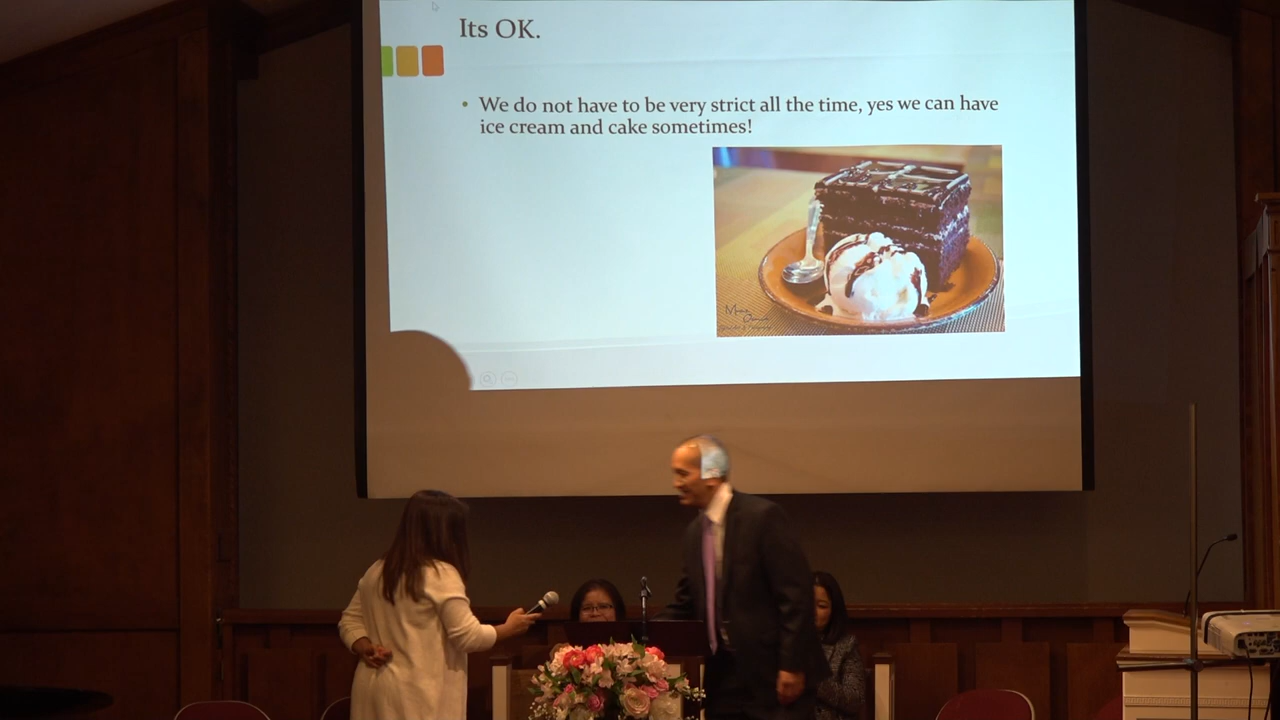 Its OK.
• We do not have to be very strict all the time, yes we can have
ice cream and cake sometimes!